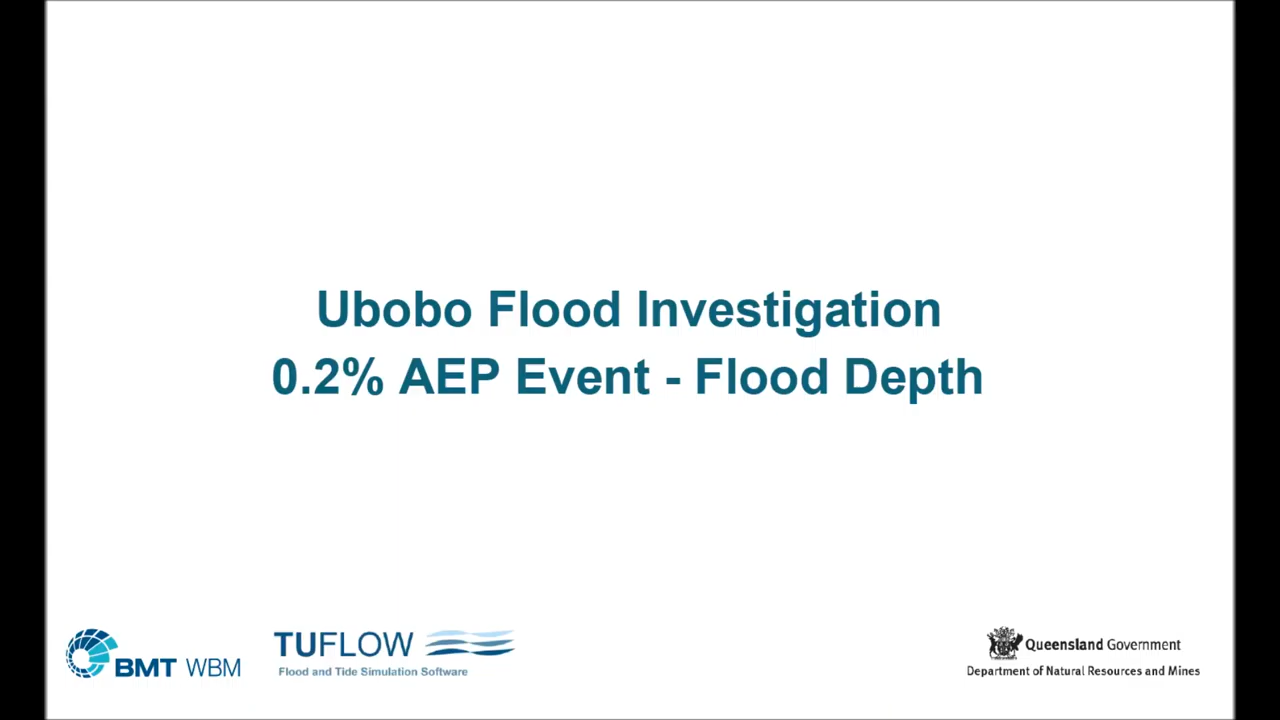 Ubobo Flood Investigation
0.2% AEP Event - Flood Depth
BMT WBM
TUFLOW
Flood and Tide Simulation Software
Queensland Government
Department of Natural Resources and Mines